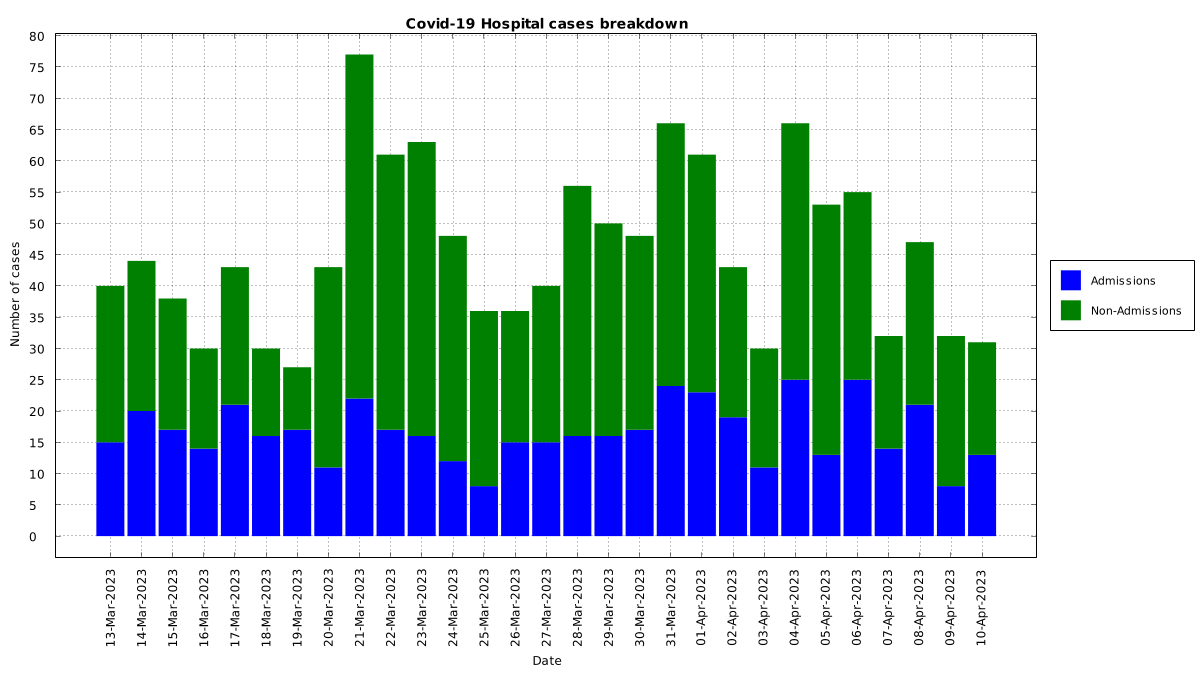 Covid-19 Hospital cases breakdown
80
75
70
65
60
55
50
45
40
35
30
25
20
15
10
5
0
Number of cases
13-Mar-2023
14-Mar-2023
15-Mar-2023
16-Mar-2023
17-Mar-2023
18-Mar-2023
19-Mar-2023
20-Mar-2023
21-Mar-2023
22-Mar-2023
23-Mar-2023
24-Mar-2023
25-Mar-2023
26-Mar-2023
27-Mar-2023
28-Mar-2023
29-Mar-2023
30-Mar-2023
31-Mar-2023
01-Apr-2023
02-Apr-2023
03-Apr-2023
04-Apr-2023
05-Apr-2023
06-Apr-2023
07-Apr-2023
08-Apr-2023
09-Apr-2023
10-Apr-2023
Date
Admissions
Non-Admissions